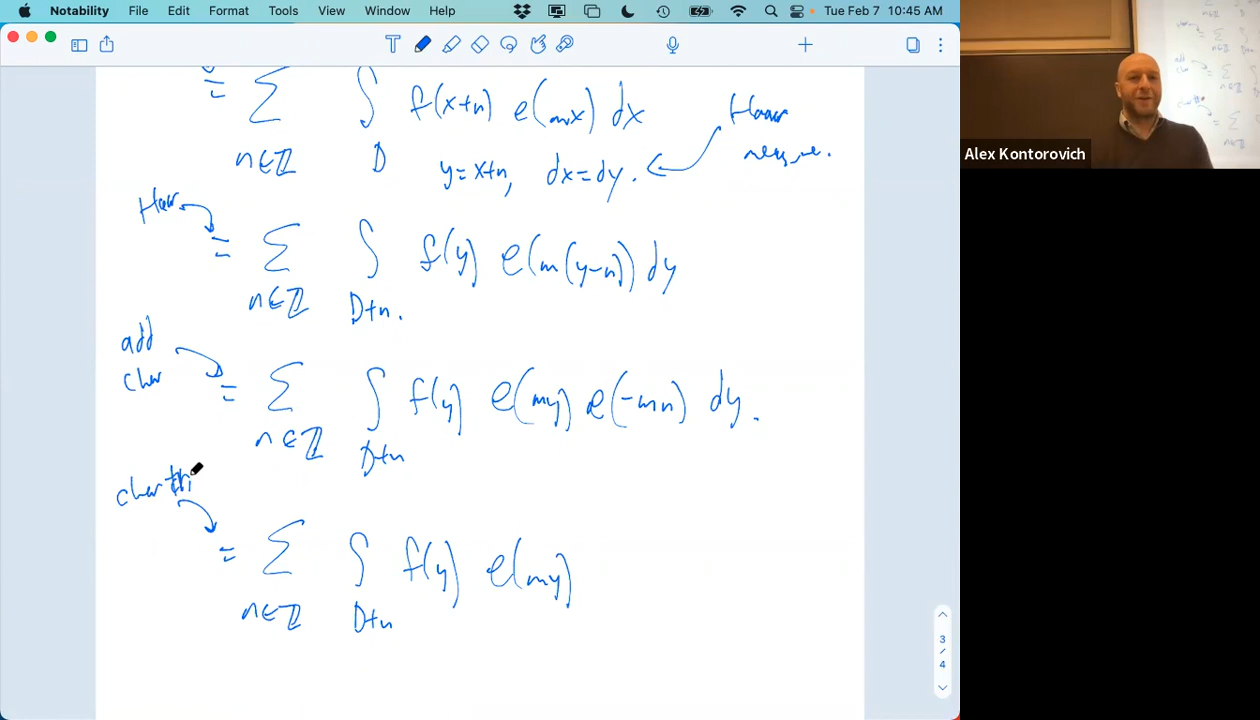 Notability File Edit Format Tools View Window Help Tue Feb 7 10:45 AM
= ∑ ∫ f(x+n) e(mx) dx
n∈ℤ D
y=x+n, dx=dy.
Haar
measure.
Haar
= ∑ ∫ f(y) e(m(y-n)) dy
n∈ℤ D+n.
add
char
= ∑ ∫ f(y) e(my) e(-mn) dy.
n∈ℤ D+n
char tri
= ∑ ∫ f(y) e(my)
n∈ℤ D+n
Alex Kontorovich
3
/
4